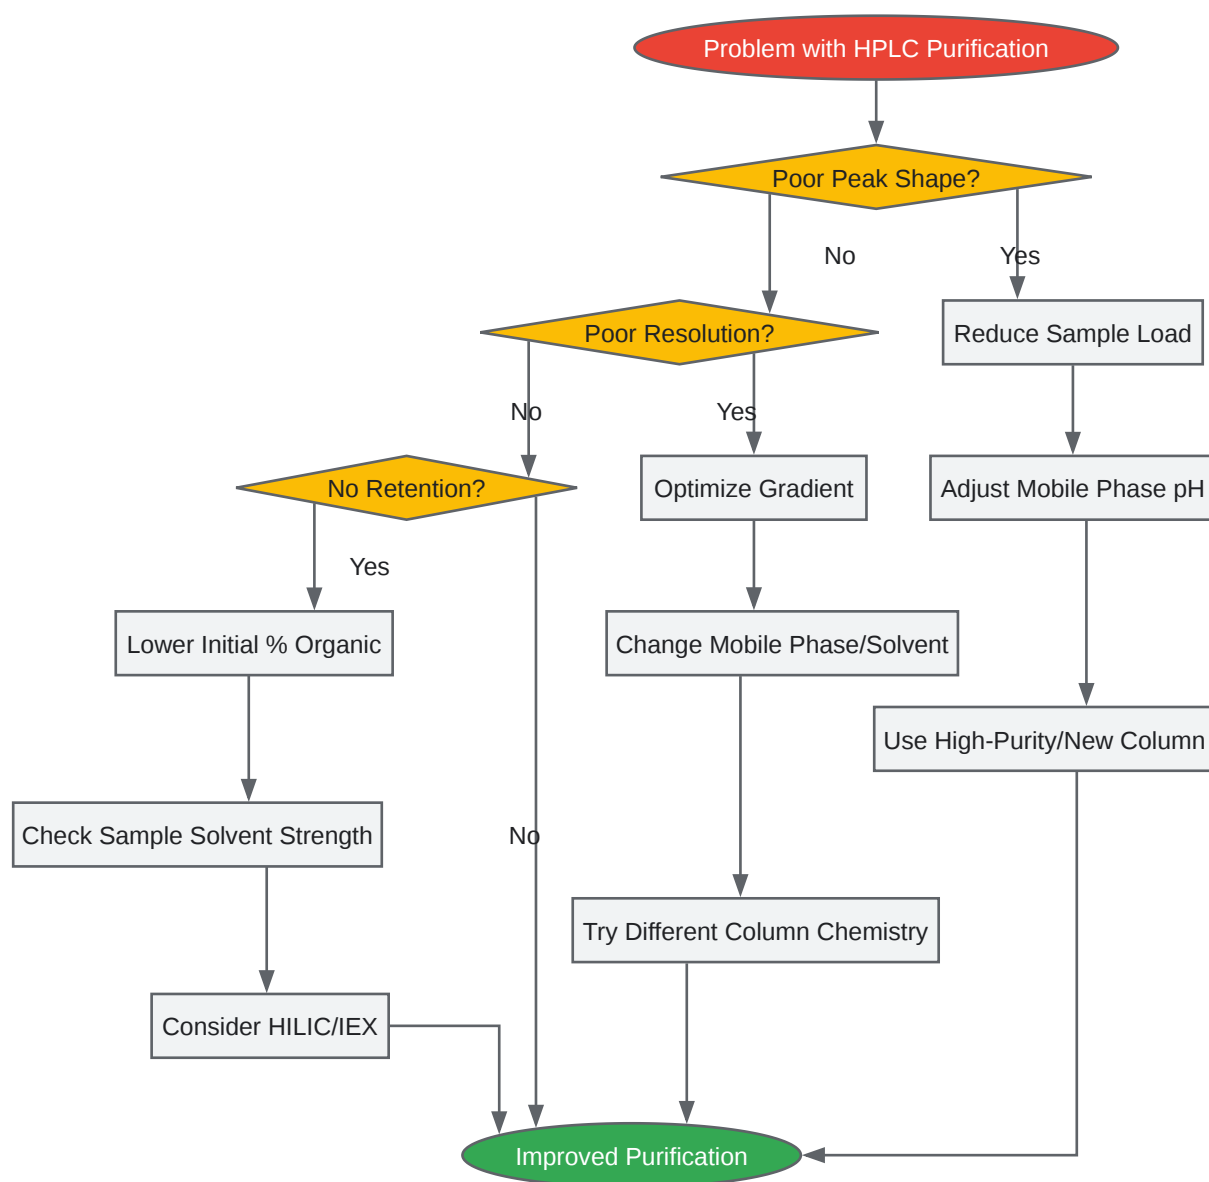 Problem with HPLC Purification
Poor Peak Shape?
No
Yes
Poor Resolution?
Reduce Sample Load
No
Yes
No Retention?
Optimize Gradient
Adjust Mobile Phase pH
Yes
Lower Initial % Organic
Change Mobile Phase/Solvent
Use High-Purity/New Column
Check Sample Solvent Strength
No
Try Different Column Chemistry
Consider HILIC/IEX
Improved Purification